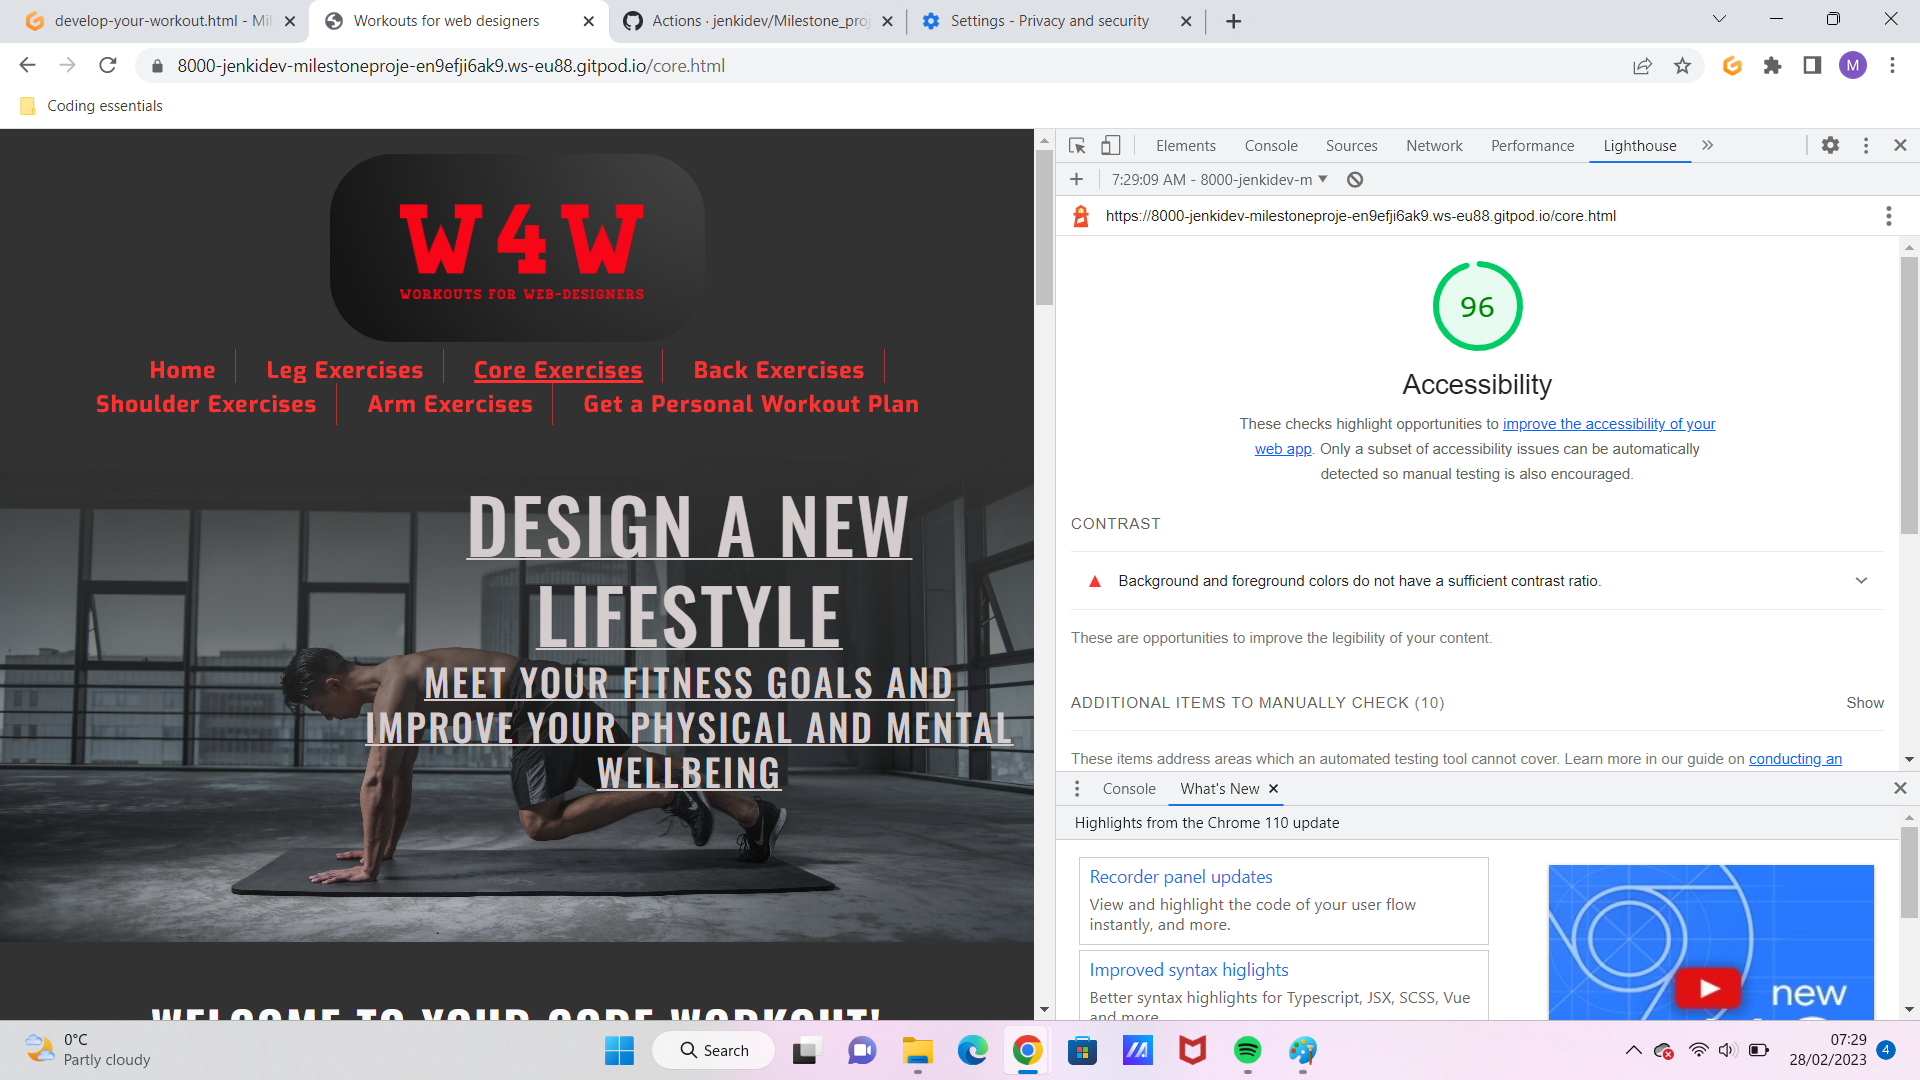 develop-your-workout.html - Mil
Workouts for web designers
Actions · jenkidev/Milestone_proj
Settings - Privacy and security
8000-jenkidev-milestoneproje-en9efji6ak9.ws-eu88.gitpod.io/core.html
M
Coding essentials
W4W
WORKOUTS FOR WEB-DESIGNERS
Home
Leg Exercises
Core Exercises
Back Exercises
Shoulder Exercises
Arm Exercises
Get a Personal Workout Plan
DESIGN A NEW
LIFESTYLE
MEET YOUR FITNESS GOALS AND
IMPROVE YOUR PHYSICAL AND MENTAL
WELLBEING
WELCOME TO YOUR CORE WORKOUT!
Elements
Console
Sources
Network
Performance
Lighthouse
7:29:09 AM - 8000-jenkidev-m
https://8000-jenkidev-milestoneproje-en9efji6ak9.ws-eu88.gitpod.io/core.html
96
Accessibility
These checks highlight opportunities to improve the accessibility of your
web app. Only a subset of accessibility issues can be automatically
detected so manual testing is also encouraged.
CONTRAST
Background and foreground colors do not have a sufficient contrast ratio.
These are opportunities to improve the legibility of your content.
ADDITIONAL ITEMS TO MANUALLY CHECK (10)
Show
These items address areas which an automated testing tool cannot cover. Learn more in our guide on conducting an
Console
What's New
Highlights from the Chrome 110 update
Recorder panel updates
View and highlight the code of your user flow
instantly, and more.
Improved syntax higlights
Better syntax highlights for Typescript, JSX, SCSS, Vue
and more
new
0°C
Partly cloudy
Search
07:29
28/02/2023
4